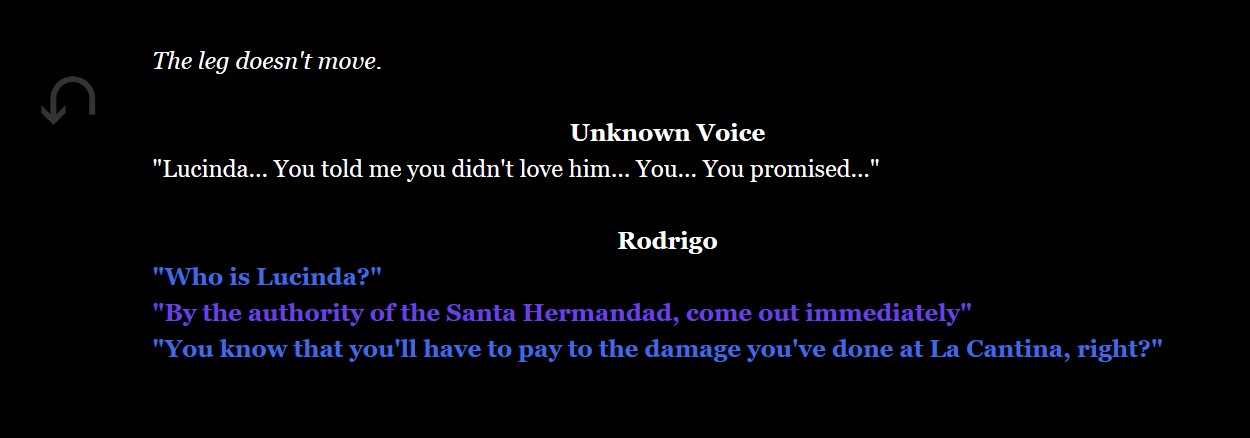 The leg doesn't move.
Unknown Voice
"Lucinda... You told me you didn't love him... You... You promised..."
Rodrigo
"Who is Lucinda?"
"By the authority of the Santa Hermandad, come out immediately"
"You know that you'll have to pay to the damage you've done at La Cantina, right?"